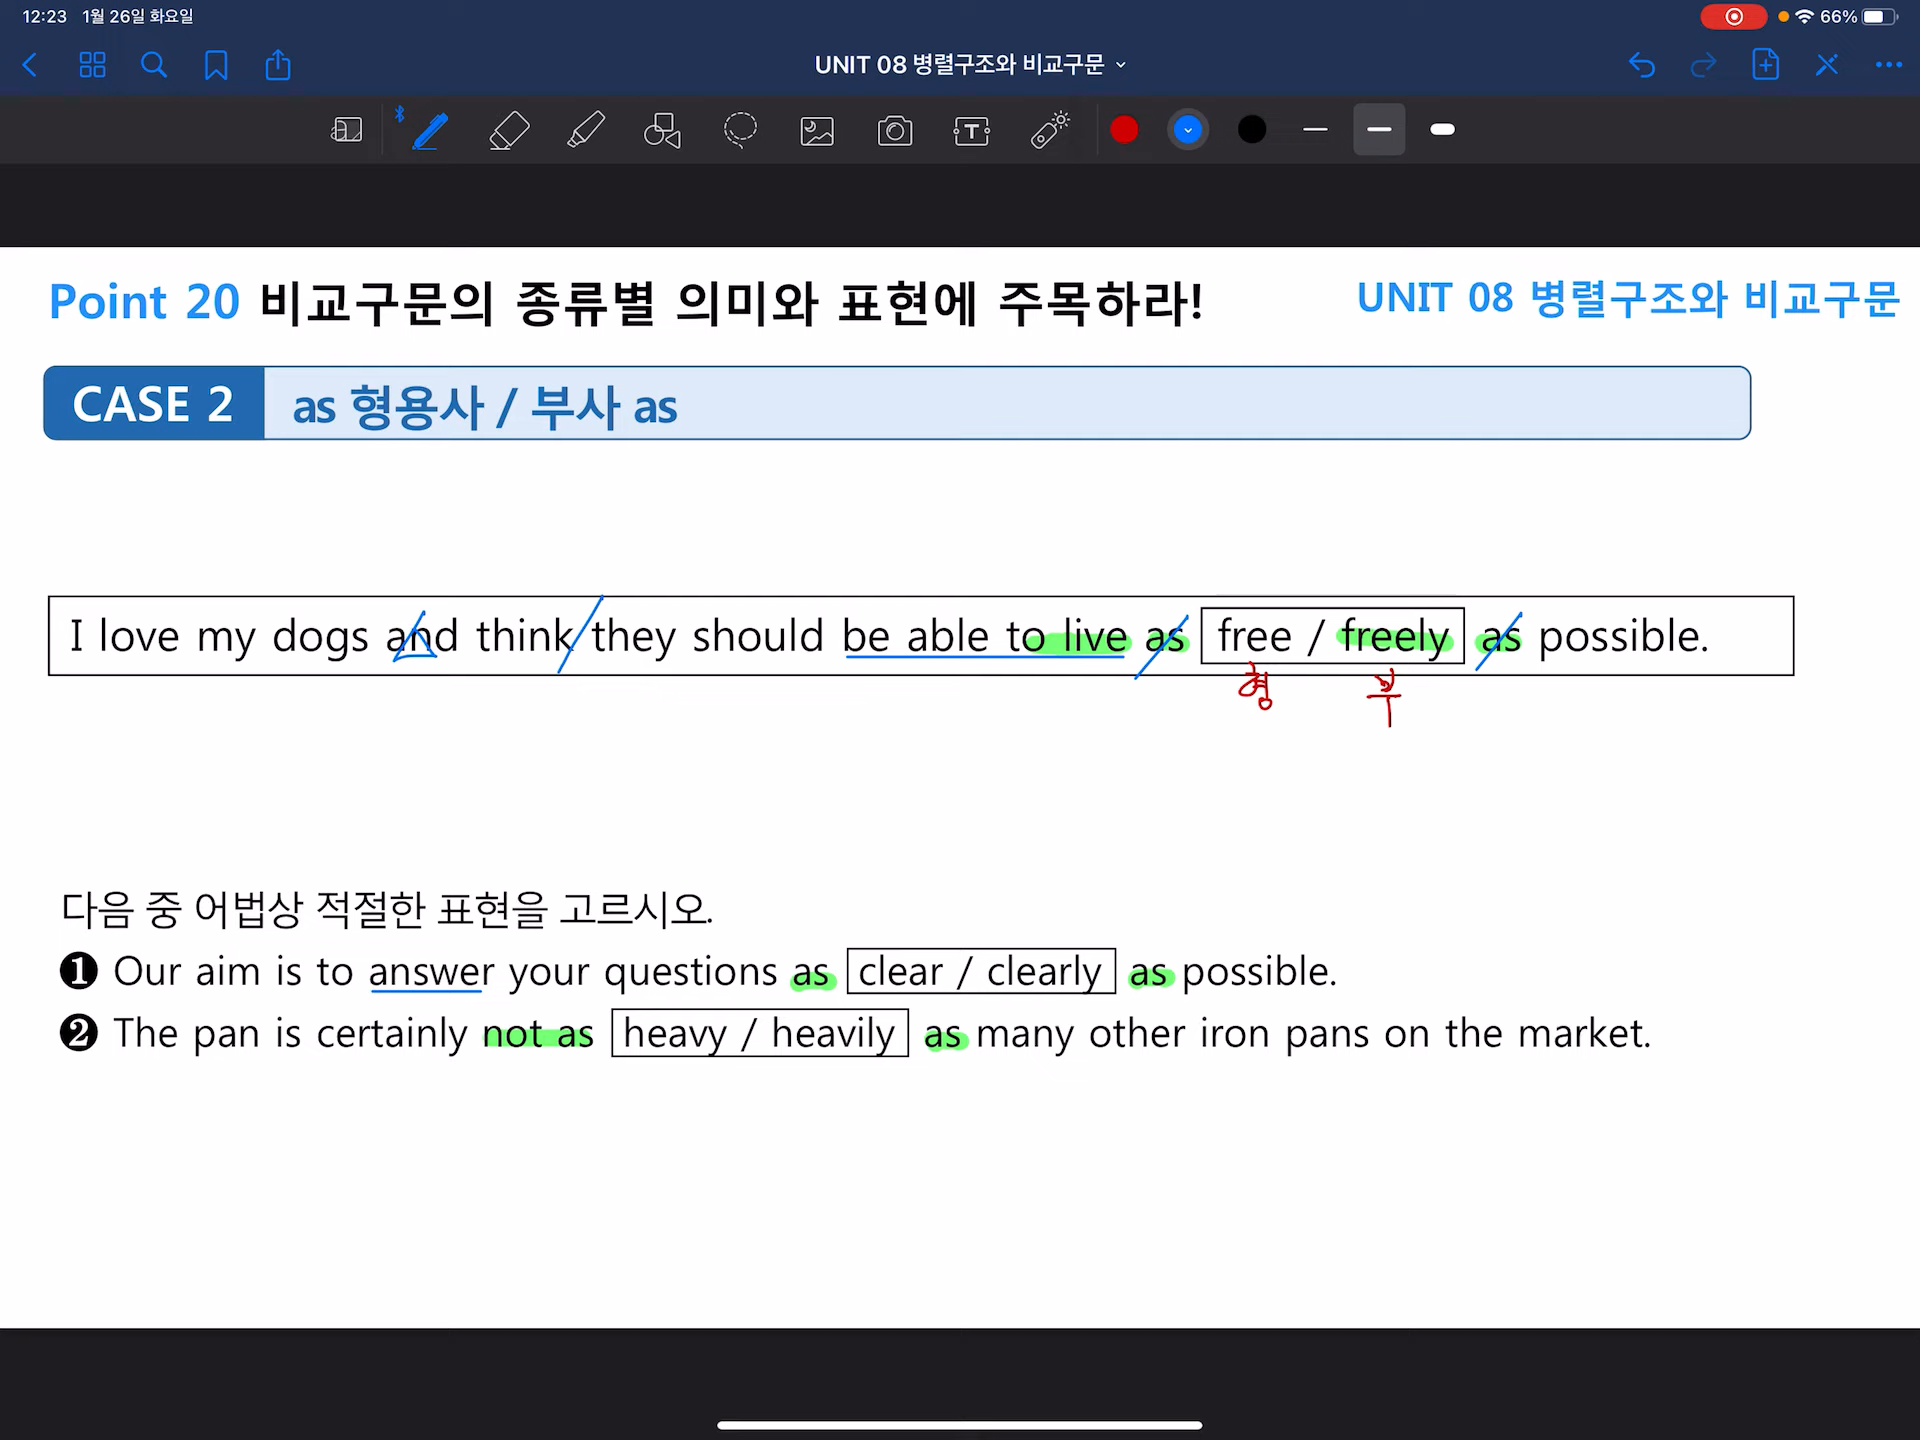 12:23 1월 26일 화요일
66%
UNIT 08 병렬구조와 비교구문
Point 20 비교구문의 종류별 의미와 표현에 주목하라!
UNIT 08 병렬구조와 비교구문
CASE 2 as 형용사 / 부사 as
I love my dogs and think they should be able to live as free / freely as possible.
형 부
다음 중 어법상 적절한 표현을 고르시오.
❶ Our aim is to answer your questions as clear / clearly as possible.
❷ The pan is certainly not as heavy / heavily as many other iron pans on the market.